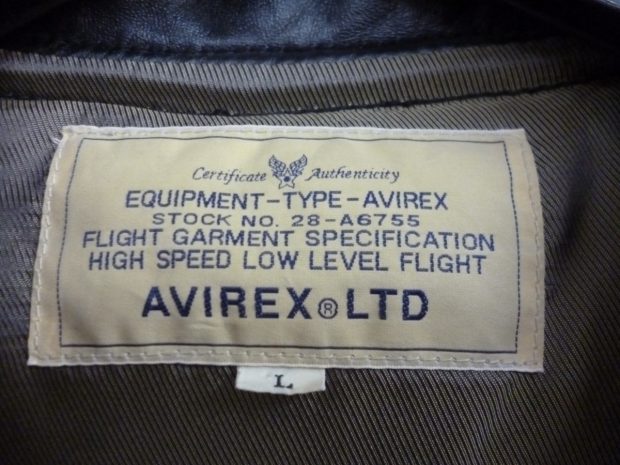 Certificate Authenticity
EQUIPMENT-TYPE-AVIREX
STOCK NO. 28-A6755
FLIGHT GARMENT SPECIFICATION
HIGH SPEED LOW LEVEL FLIGHT
AVIREX® LTD
L